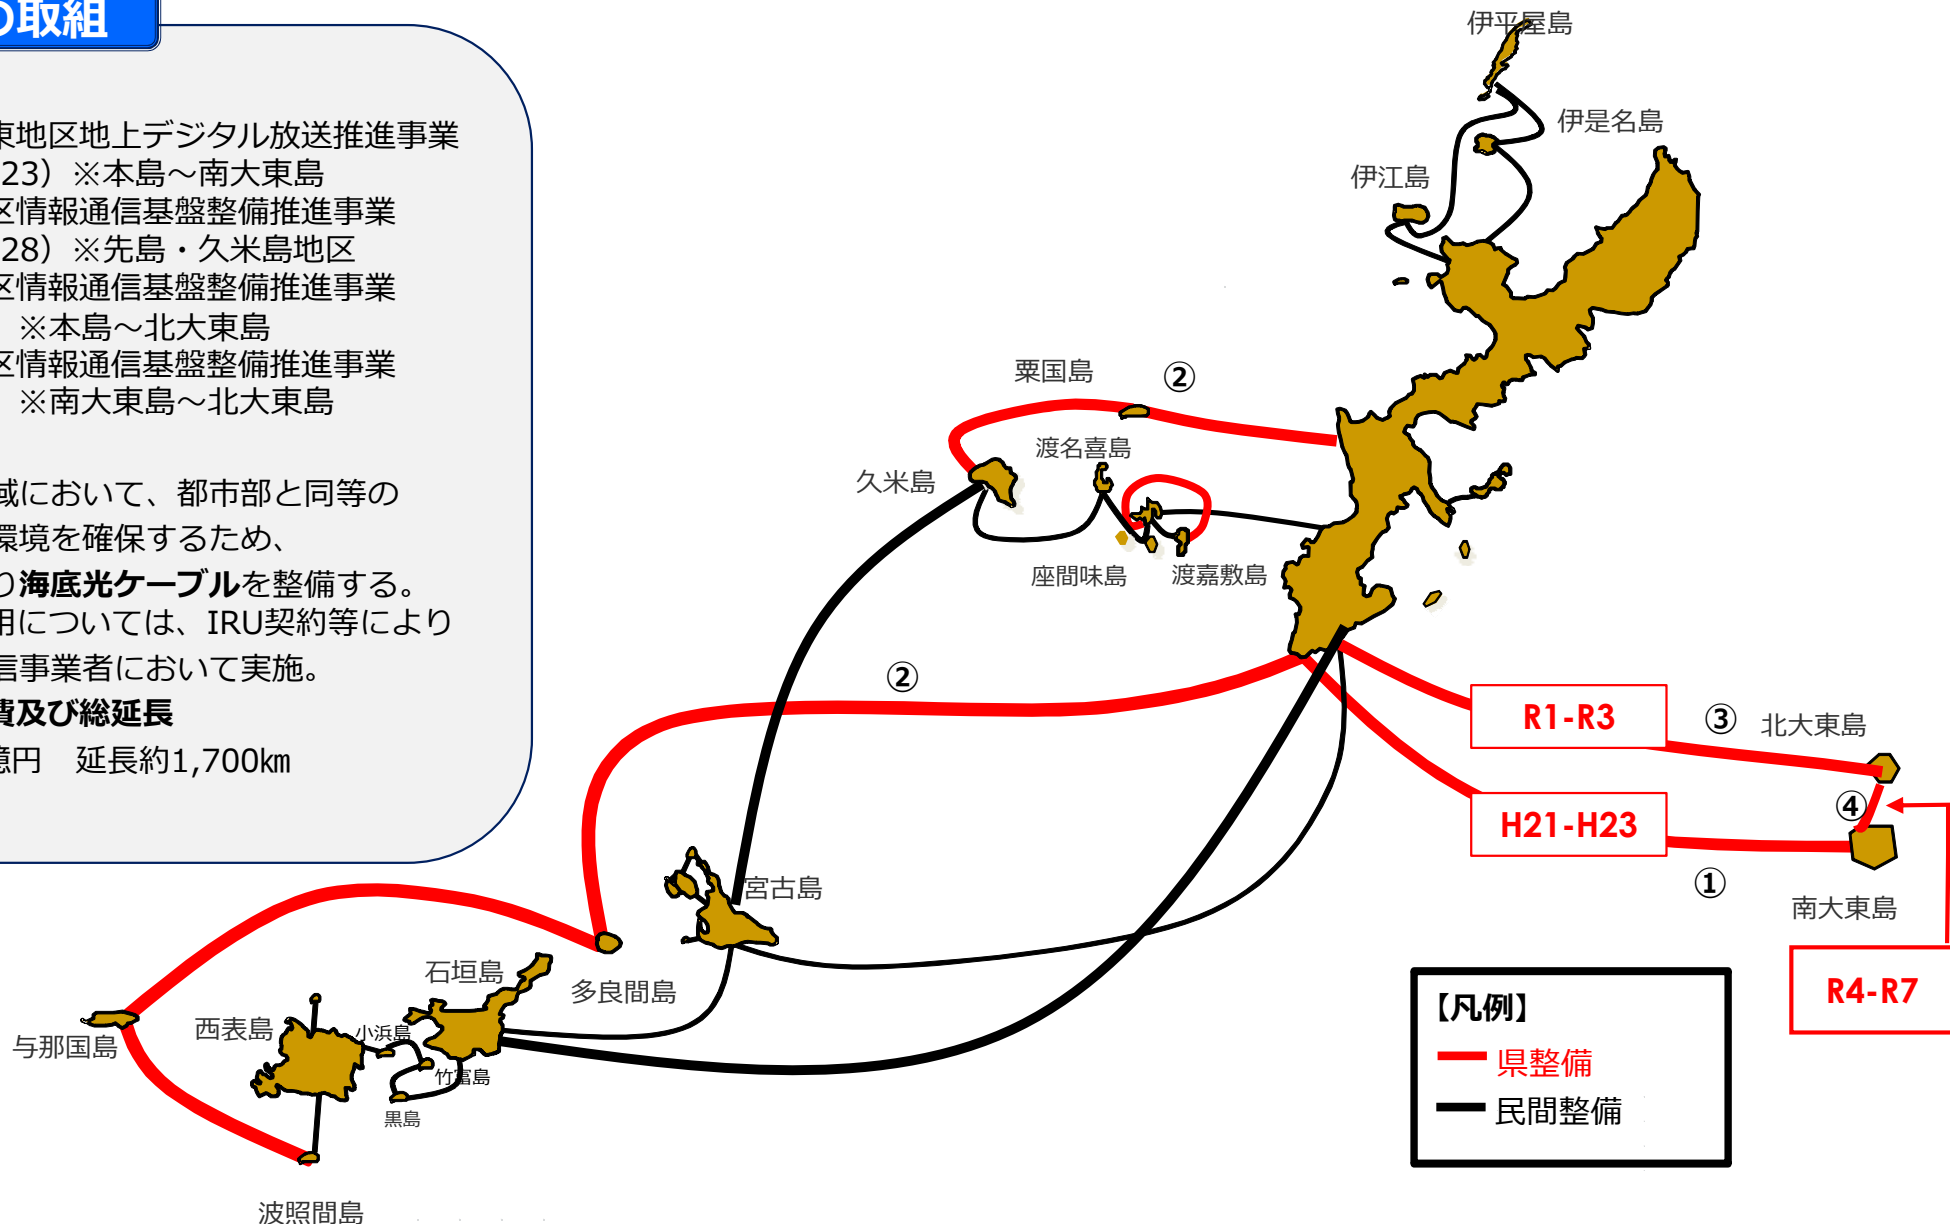 の取組
東地区地上デジタル放送推進事業
23）※本島～南大東島
区情報通信基盤整備推進事業
28）※先島・久米島地区
区情報通信基盤整備推進事業
※本島～北大東島
区情報通信基盤整備推進事業
※南大東島～北大東島
域において、都市部と同等の
環境を確保するため、
り海底光ケーブルを整備する。
用については、IRU契約等により
信事業者において実施。
費及び総延長
億円　延長約1,700㎞
伊平屋島
伊是名島
伊江島
粟国島
②
渡名喜島
久米島
座間味島
渡嘉敷島
②
R1-R3
③
北大東島
H21-H23
④
①
南大東島
R4-R7
宮古島
多良間島
石垣島
西表島
小浜島
竹富島
黒島
与那国島
波照間島
【凡例】
県整備
民間整備